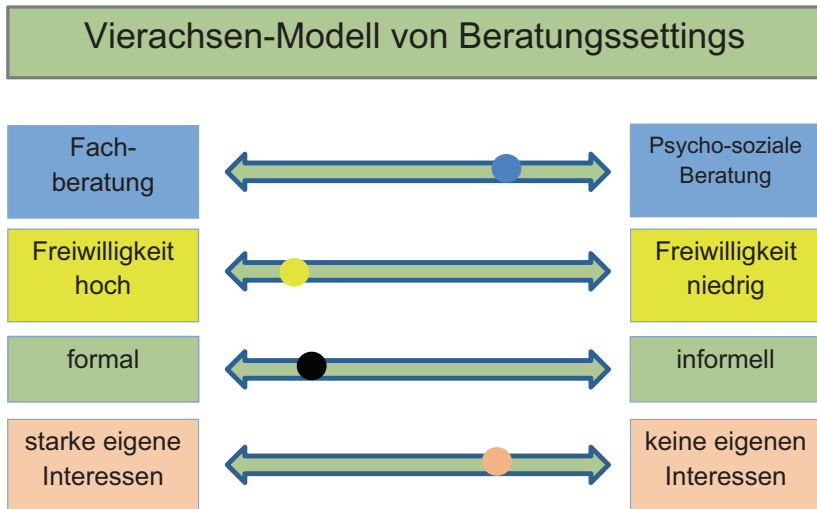 Vierachsen-Modell von Beratungssettings
Fach-
beratung
Psycho-soziale
Beratung
Freiwilligkeit
hoch
Freiwilligkeit
niedrig
formal
informell
starke eigene
Interessen
keine eigenen
Interessen